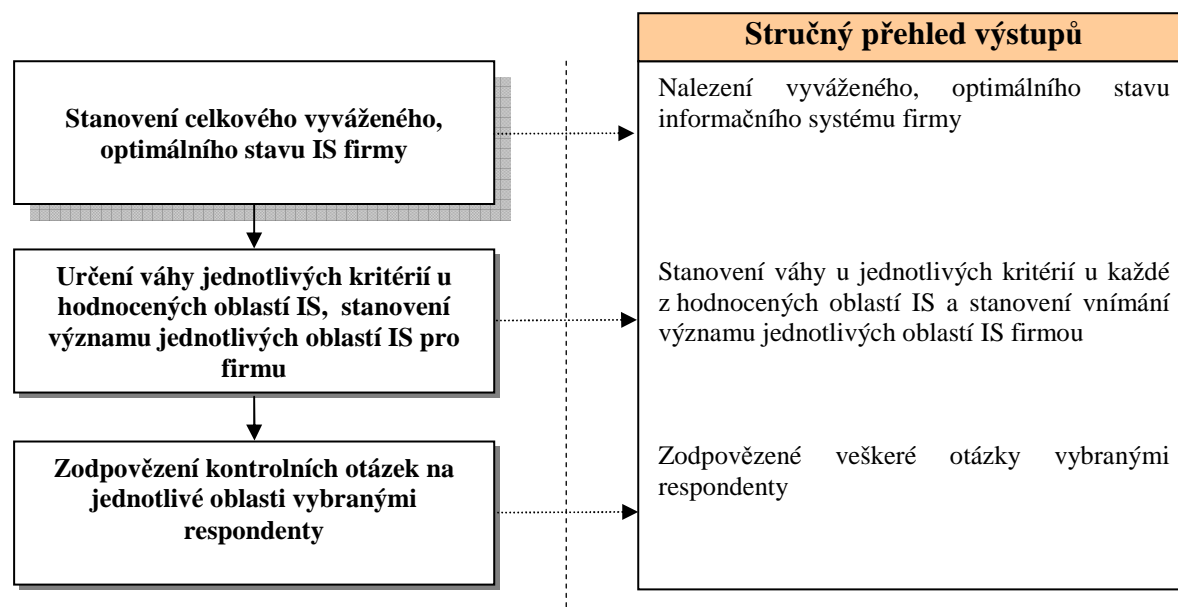 Stručný přehled výstupů
Stanovení celkového vyváženého,
optimálního stavu IS firmy
Nalezení vyváženého, optimálního stavu
informačního systému firmy
Určení váhy jednotlivých kritérií u
hodnocených oblastí IS, stanovení
významu jednotlivých oblastí IS pro
firmu
Stanovení váhy u jednotlivých kritérií u každé
z hodnocených oblastí IS a stanovení vnímání
významu jednotlivých oblastí IS firmou
Zodpovězení kontrolních otázek na
jednotlivé oblasti vybranými
respondenty
Zodpovězené veškeré otázky vybranými
respondenty